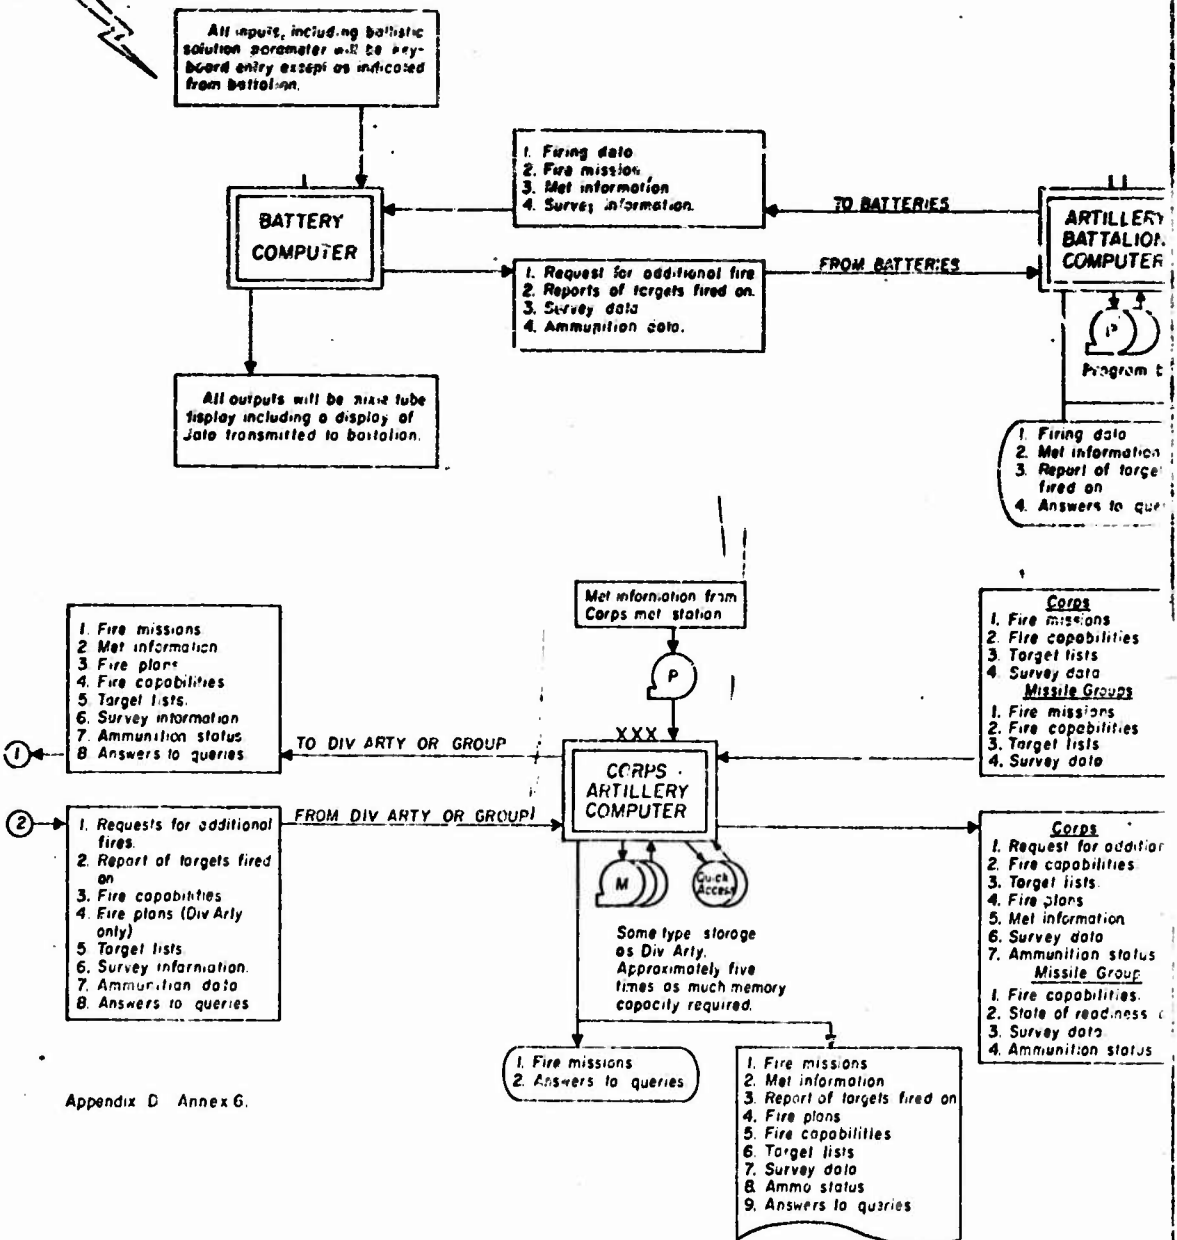 All inputs, including ballistic
solution parameter will be key-
board entry except as indicated
from battalion.
1. Firing data
2. Fire mission,
3. Met information
4. Survey information.
TO BATTERIES
BATTERY
COMPUTER
ARTILLERY
BATTALION
COMPUTER
FROM BATTERIES
1. Request for additional fire
2. Reports of targets fired on.
3. Survey data
4. Ammunition data.
P
Program t
All outputs will be nixie tube
display including a display of
data transmitted to battalion.
1. Firing data
2. Met information
3. Report of target
fired on
4. Answers to que
Met information from
Corps met station
P
1. Fire missions
2. Met information
3. Fire plans
4. Fire capabilities
5. Target lists.
6. Survey information
7. Ammunition status
8. Answers to queries
Corps
1. Fire missions
2. Fire capabilities
3. Target lists
4. Survey data
Missile Groups
1. Fire missions
2. Fire capabilities
3. Target lists
4. Survey data
1
TO DIV ARTY OR GROUP
XXX
CORPS
ARTILLERY
COMPUTER
2
FROM DIV ARTY OR GROUP
1. Requests for additional
fires.
2. Report of targets fired
on
3. Fire capabilities
4. Fire plans (Div Arty
only)
5. Target lists.
6. Survey information.
7. Ammunition data
8. Answers to queries
M
Quick
Access
Same type storage
as Div Arty.
Approximately five
times as much memory
capacity required.
Corps
1. Request for addition
2. Fire capabilities
3. Target lists.
4. Fire plans
5. Met information
6. Survey data
7. Ammunition status
Missile Group
1. Fire capabilities.
2. State of readiness
3. Survey data
4. Ammunition status
1. Fire missions
2. Answers to queries
1. Fire missions
2. Met information
3. Report of targets fired on
4. Fire plans
5. Fire capabilities
6. Target lists
7. Survey data
8. Ammo status
9. Answers to queries
Appendix D Annex 6.